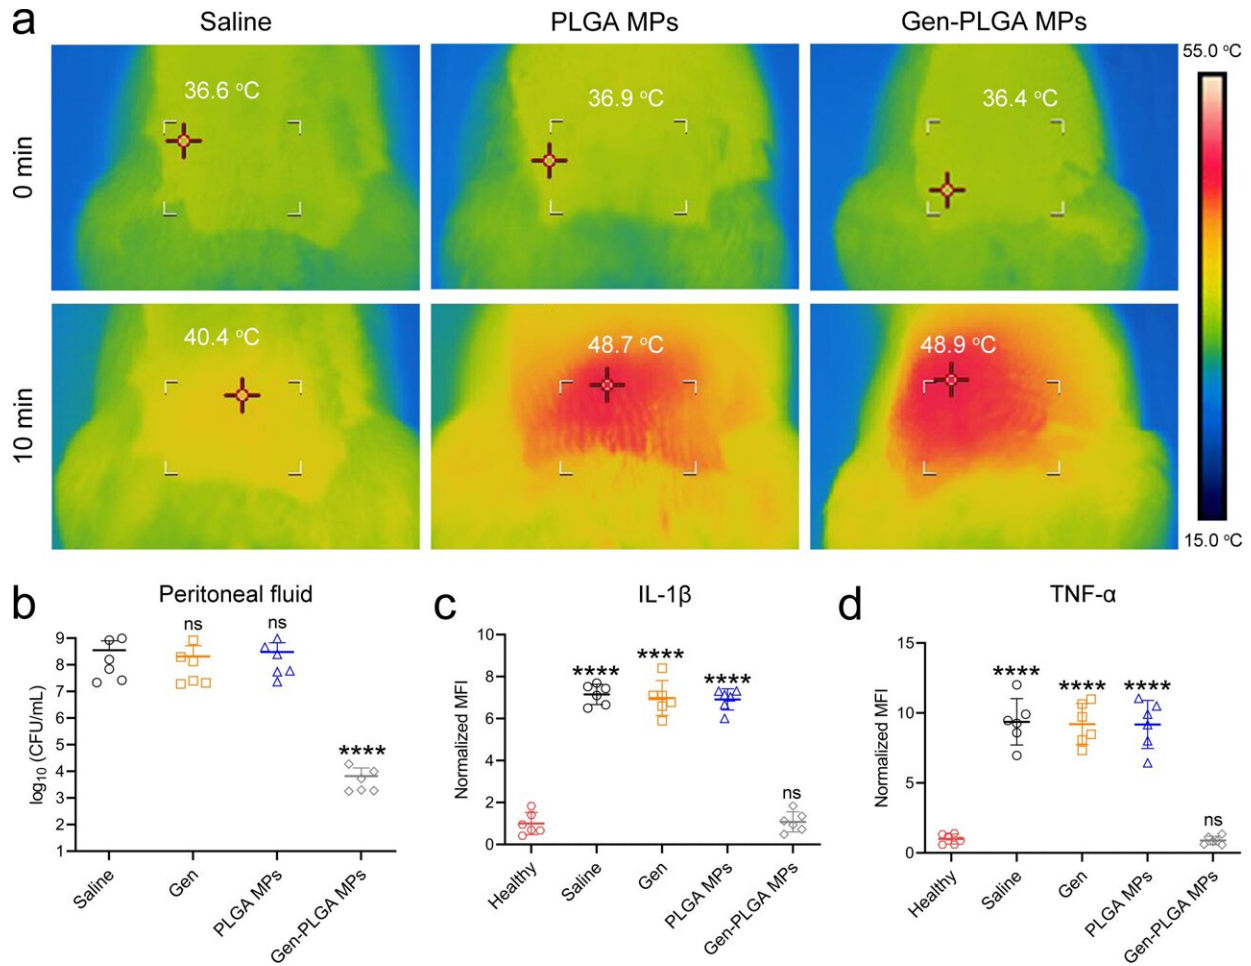 a
Saline
PLGA MPs
Gen-PLGA MPs
0 min
36.6 °C
36.9 °C
36.4 °C
55.0 °C
10 min
40.4 °C
48.7 °C
48.9 °C
15.0 °C
b
Peritoneal fluid
log10 (CFU/mL)
9
8
7
6
5
4
3
2
1
ns
ns
****
Saline
Gen
PLGA MPs
Gen-PLGA MPs
c
IL-1β
Normalized MFI
10
8
6
4
2
0
****
****
****
ns
Healthy
Saline
Gen
PLGA MPs
Gen-PLGA MPs
d
TNF-α
Normalized MFI
15
10
5
0
****
****
****
ns
Healthy
Saline
Gen
PLGA MPs
Gen-PLGA MPs